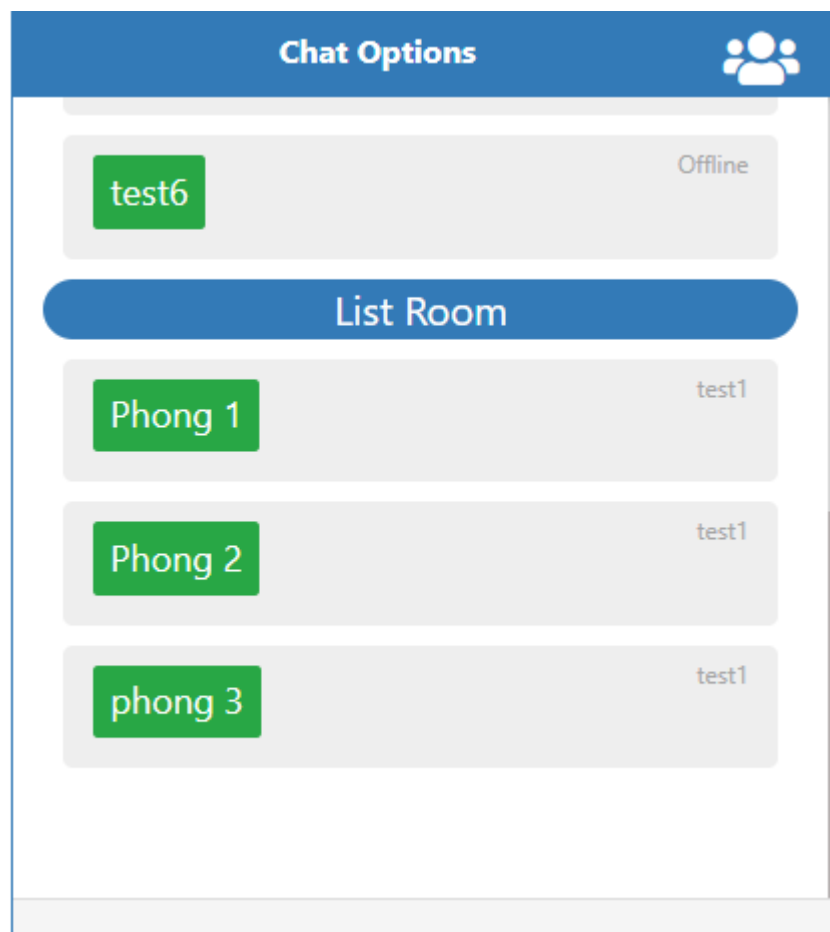 Chat Options
Offline
test6
List Room
test1
Phong 1
test1
Phong 2
test1
phong 3